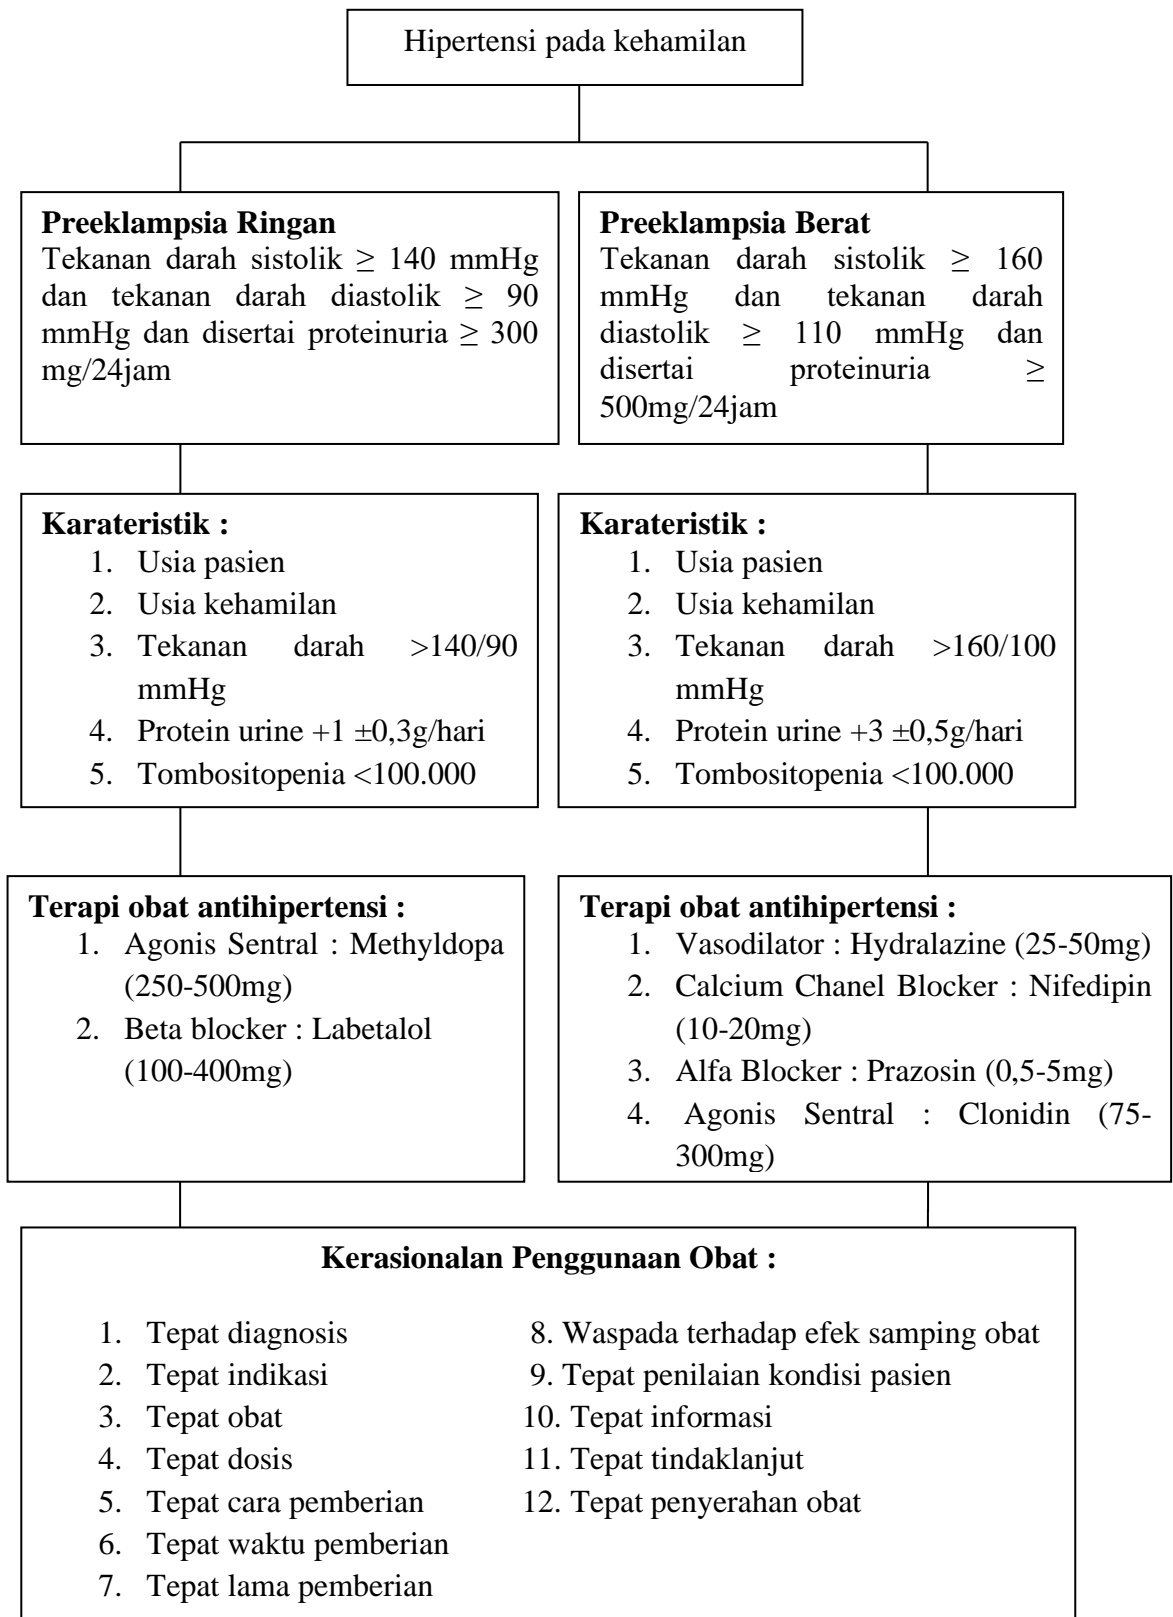 Hipertensi pada kehamilan
Preeklampsia Ringan
Tekanan darah sistolik ≥ 140 mmHg
dan tekanan darah diastolik ≥ 90
mmHg dan disertai proteinuria ≥ 300
mg/24jam
Preeklampsia Berat
Tekanan darah sistolik ≥ 160
mmHg dan tekanan darah
diastolik ≥ 110 mmHg dan
disertai proteinuria ≥
500mg/24jam
Karateristik :
1. Usia pasien
2. Usia kehamilan
3. Tekanan darah >140/90
mmHg
4. Protein urine +1 ±0,3g/hari
5. Tombositopenia <100.000
Karateristik :
1. Usia pasien
2. Usia kehamilan
3. Tekanan darah >160/100
mmHg
4. Protein urine +3 ±0,5g/hari
5. Tombositopenia <100.000
Terapi obat antihipertensi :
1. Agonis Sentral : Methyldopa
(250-500mg)
2. Beta blocker : Labetalol
(100-400mg)
Terapi obat antihipertensi :
1. Vasodilator : Hydralazine (25-50mg)
2. Calcium Chanel Blocker : Nifedipin
(10-20mg)
3. Alfa Blocker : Prazosin (0,5-5mg)
4. Agonis Sentral : Clonidin (75-
300mg)
Kerasionalan Penggunaan Obat :
1. Tepat diagnosis
2. Tepat indikasi
3. Tepat obat
4. Tepat dosis
5. Tepat cara pemberian
6. Tepat waktu pemberian
7. Tepat lama pemberian
8. Waspada terhadap efek samping obat
9. Tepat penilaian kondisi pasien
10. Tepat informasi
11. Tepat tindaklanjut
12. Tepat penyerahan obat